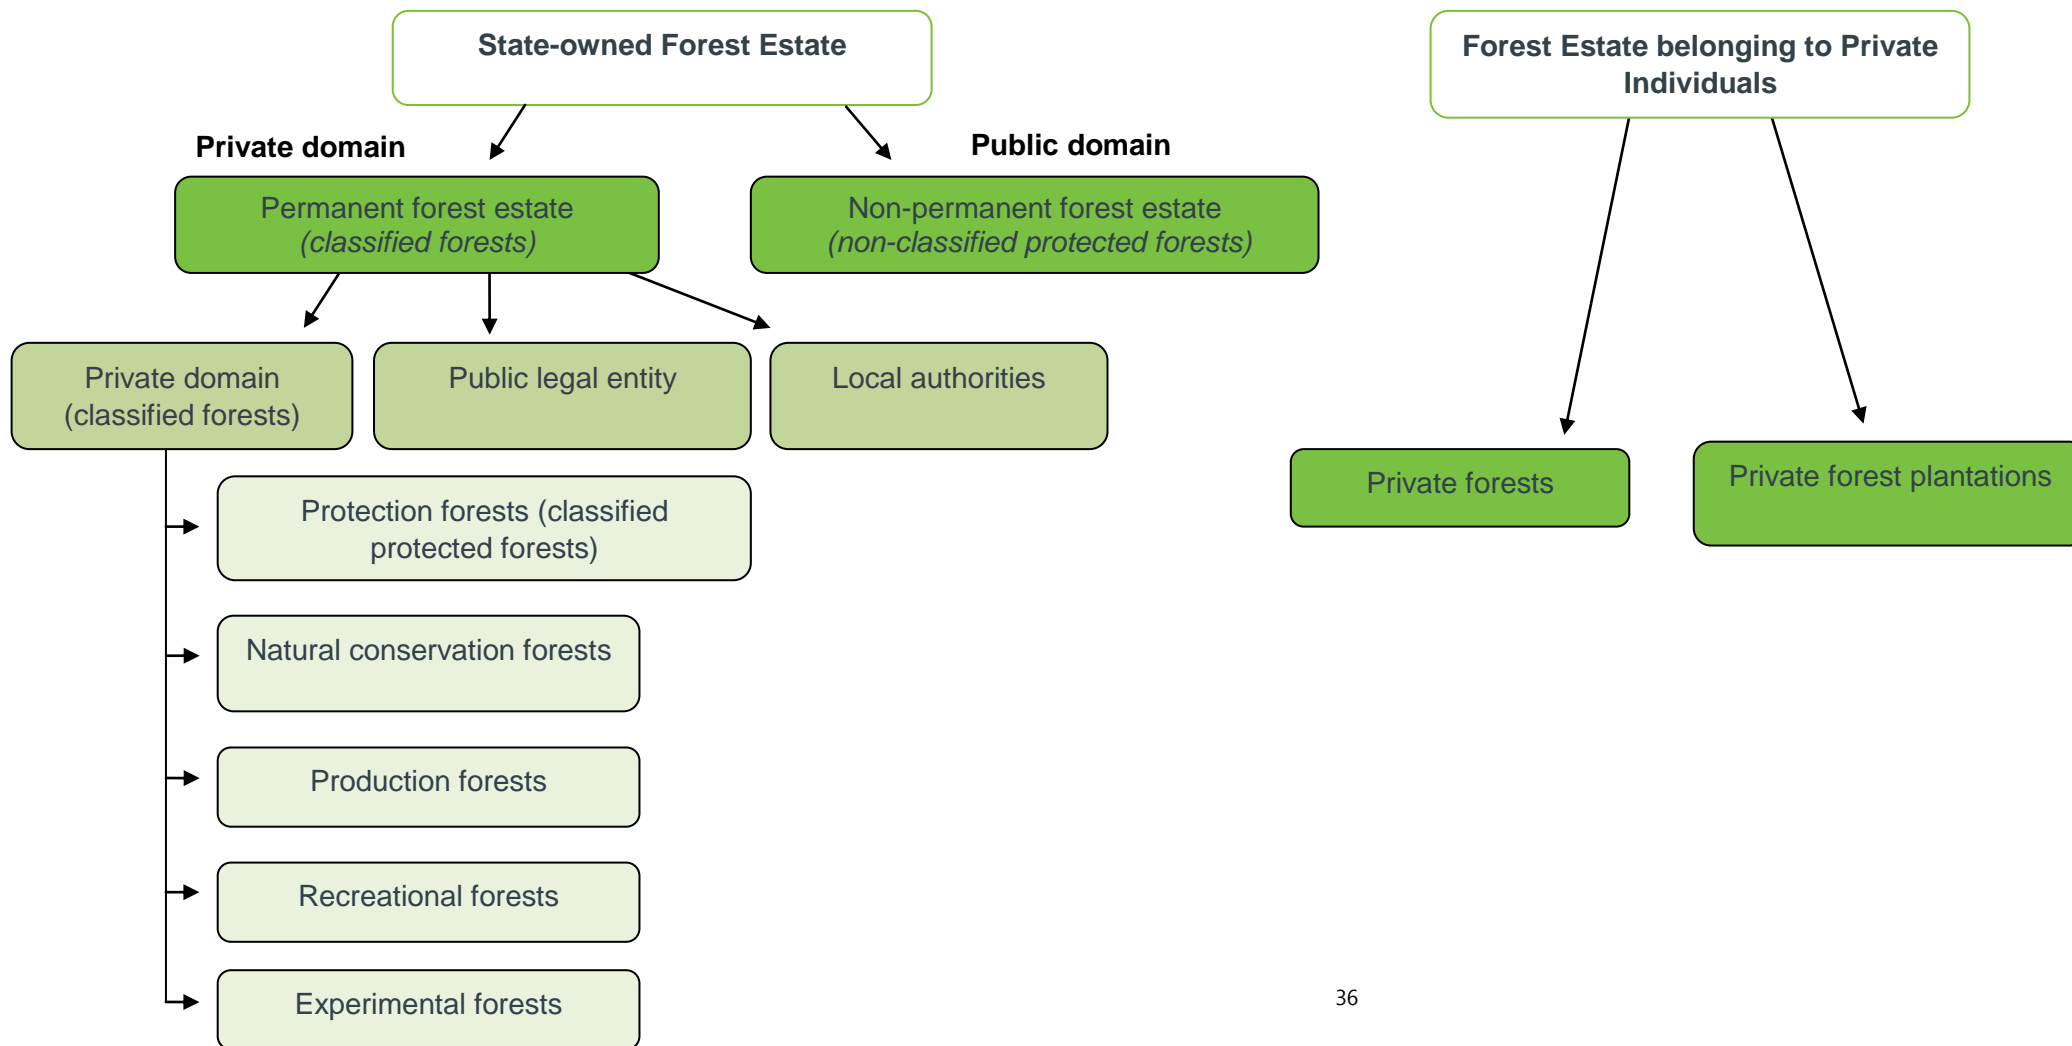 State-owned Forest Estate
Forest Estate belonging to Private
Individuals
Private domain
Public domain
Permanent forest estate
(classified forests)
Non-permanent forest estate
(non-classified protected forests)
Private domain
(classified forests)
Public legal entity
Local authorities
Private forests
Private forest plantations
Protection forests (classified
protected forests)
Natural conservation forests
Production forests
Recreational forests
Experimental forests
36